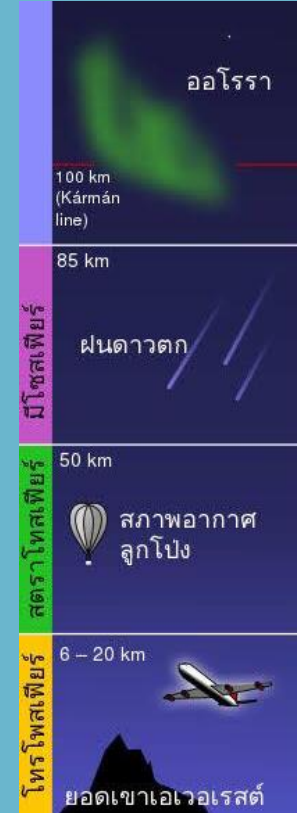 ออโรรา
100 km
(Kármán
line)
85 km
ฝนดาวตก
มีโซสเฟียร์
50 km
สภาพอากาศ
ลูกโป่ง
สตราโทสเฟียร์
6 – 20 km
ยอดเขาเอเวอเรสต์
โทรโพสเฟียร์